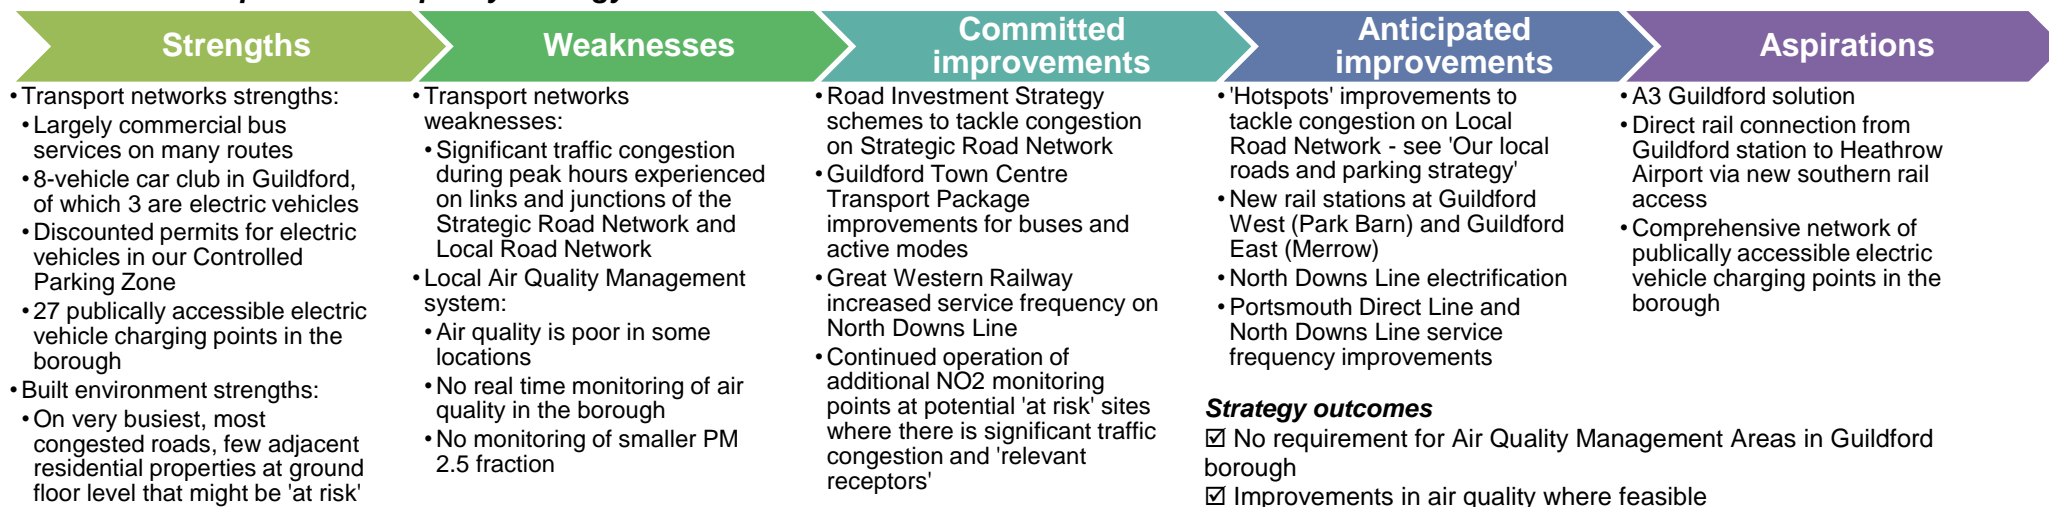 Strengths
• Transport networks strengths:
• Largely commercial bus
services on many routes
• 8-vehicle car club in Guildford,
of which 3 are electric vehicles
• Discounted permits for electric
vehicles in our Controlled
Parking Zone
• 27 publically accessible electric
vehicle charging points in the
borough
• Built environment strengths:
• On very busiest, most
congested roads, few adjacent
residential properties at ground
floor level that might be 'at risk'
Weaknesses
• Transport networks
weaknesses:
• Significant traffic congestion
during peak hours experienced
on links and junctions of the
Strategic Road Network and
Local Road Network
• Local Air Quality Management
system:
• Air quality is poor in some
locations
• No real time monitoring of air
quality in the borough
• No monitoring of smaller PM
2.5 fraction
Committed
improvements
• Road Investment Strategy
schemes to tackle congestion
on Strategic Road Network
• Guildford Town Centre
Transport Package
improvements for buses and
active modes
• Great Western Railway
increased service frequency on
North Downs Line
• Continued operation of
additional NO2 monitoring
points at potential 'at risk' sites
where there is significant traffic
congestion and 'relevant
receptors'
Anticipated
improvements
• 'Hotspots' improvements to
tackle congestion on Local
Road Network - see 'Our local
roads and parking strategy'
• New rail stations at Guildford
West (Park Barn) and Guildford
East (Merrow)
• North Downs Line electrification
• Portsmouth Direct Line and
North Downs Line service
frequency improvements
Aspirations
• A3 Guildford solution
• Direct rail connection from
Guildford station to Heathrow
Airport via new southern rail
access
• Comprehensive network of
publically accessible electric
vehicle charging points in the
borough
Strategy outcomes
☑ No requirement for Air Quality Management Areas in Guildford
borough
☑ Improvements in air quality where feasible